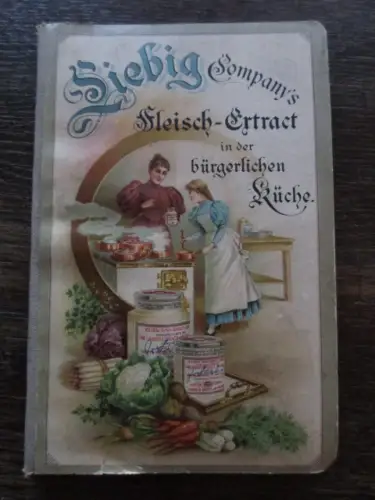 Liebig
Company's
Fleisch-Extract
in der
bürgerlichen
Küche.